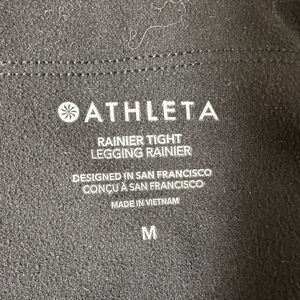 ATHLETA
RAINIER TIGHT
LEGGING RAINIER
DESIGNED IN SAN FRANCISCO
CONÇU À SAN FRANCISCO
MADE IN VIETNAM
M